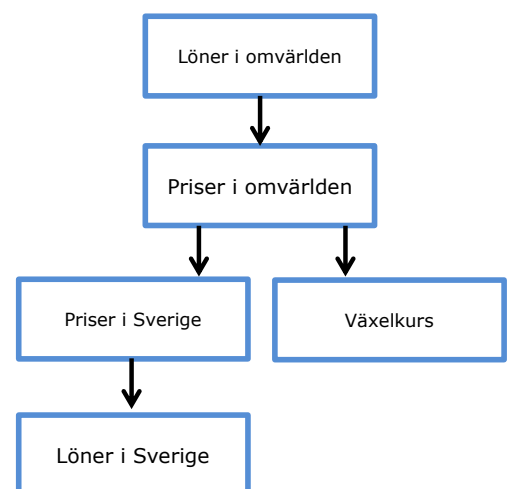 Löner i omvärlden
Priser i omvärlden
Priser i Sverige
Växelkurs
Löner i Sverige